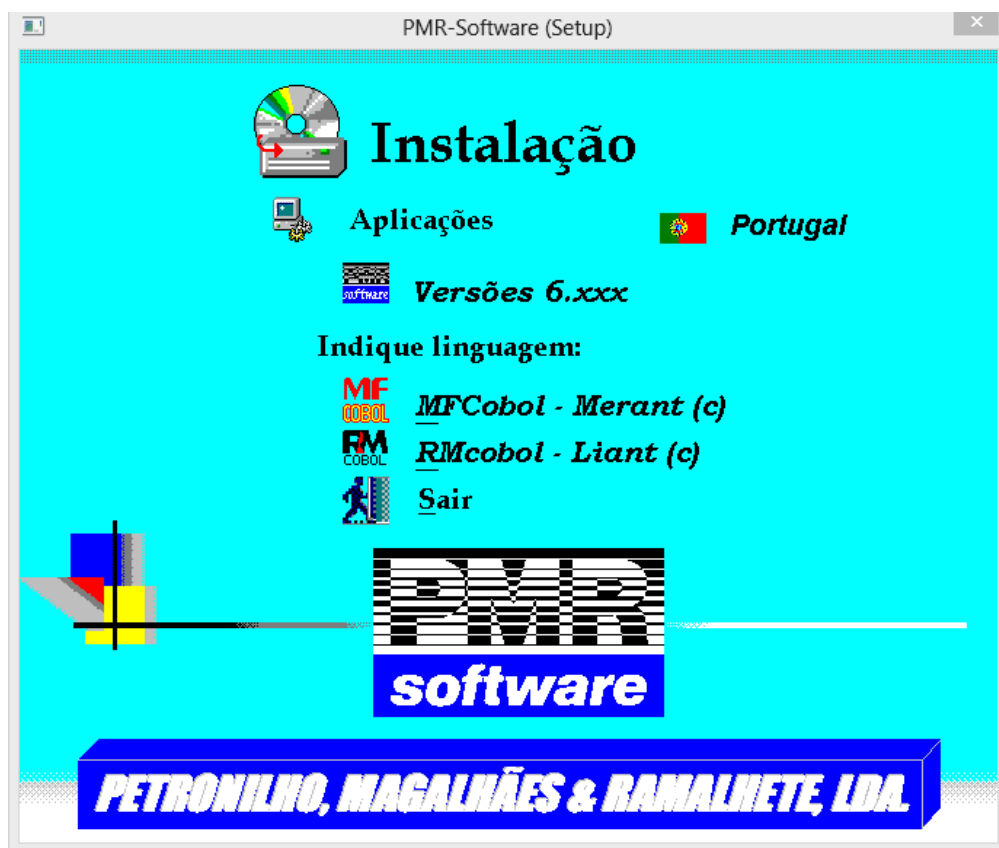 PMR-Software (Setup)
Instalação
Aplicações
Portugal
software
Versões 6.xxx
Indique linguagem:
MF
COBOL
MFCobol - Merant (c)
RM
COBOL
RMcobol - Liant (c)
Sair
PMR
software
PETRONILHO, MAGALHÃES & RAMALHETE, LDA.